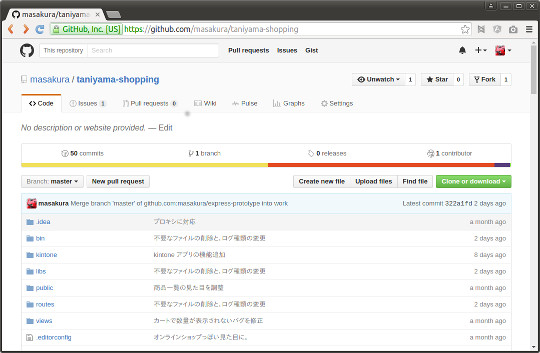 masakura/taniyama-s
GitHub, Inc. [US] https://github.com/masakura/taniyama-shopping
This repository Search Pull requests Issues Gist
masakura / taniyama-shopping Unwatch 1 Star 0 Fork 1
Code Issues 1 Pull requests 0 Wiki Pulse Graphs Settings
No description or website provided. — Edit
50 commits 1 branch 0 releases 1 contributor
Branch: master New pull request Create new file Upload files Find file Clone or download
masakura Merge branch 'master' of github.com:masakura/express-prototype into work Latest commit 322a1fd 2 days ago
.idea プロキシに対応 a month ago
bin 不要なファイルの削除と、ログ種類の変更 2 days ago
kintone kintone アプリの機能追加 8 days ago
libs 不要なファイルの削除と、ログ種類の変更 2 days ago
public 商品一覧の見た目を調整 a month ago
routes 不要なファイルの削除と、ログ種類の変更 2 days ago
views カートで数量が表示されないバグを修正 a month ago
.editorconfig オンラインショップっぽい見た目に。 a month ago